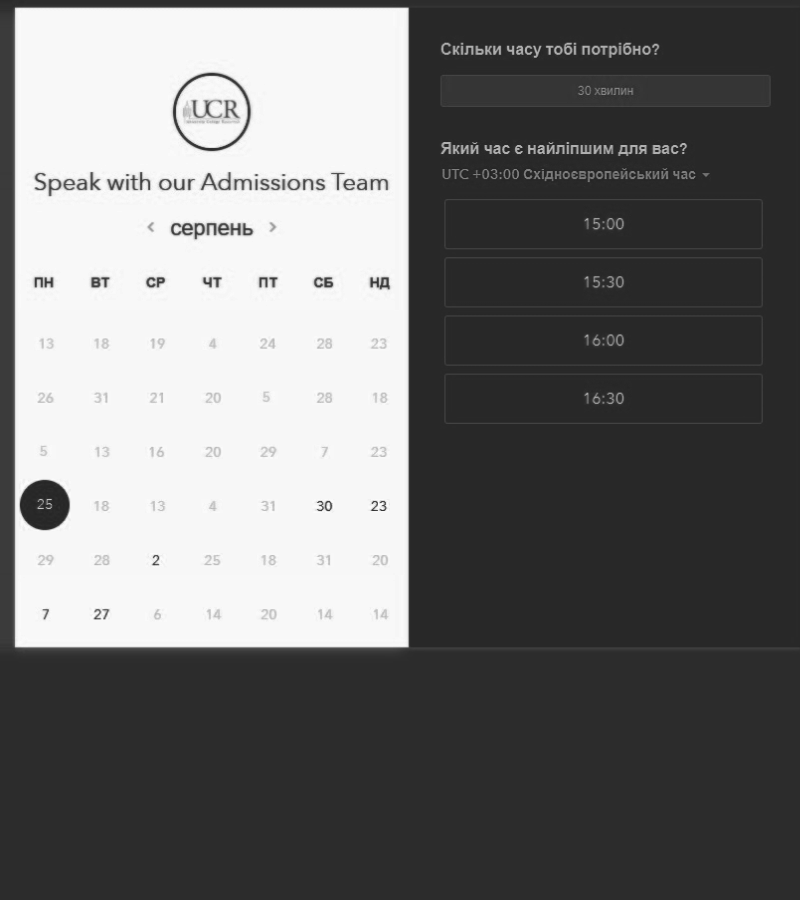 UCR
Speak with our Admissions Team
серпень
ПН ВТ СР ЧТ ПТ СБ НД
13 18 19 4 24 28 23
26 31 21 20 5 28 18
5 13 16 20 29 7 23
25 18 13 4 31 30 23
29 28 2 25 18 31 20
7 27 6 14 20 14 14
Скільки часу тобі потрібно?
30 хвилин
Який час є найліпшим для вас?
UTC +03:00 Східноєвропейський час
15:00
15:30
16:00
16:30